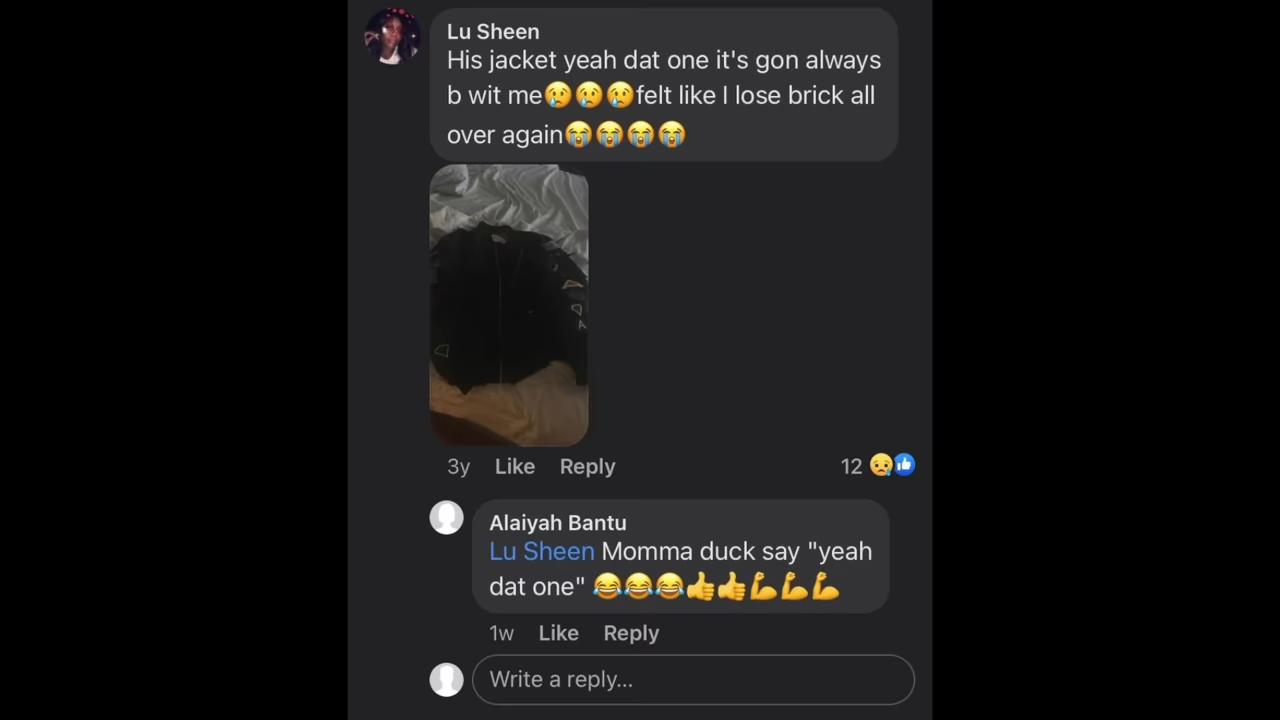 Lu Sheen
His jacket yeah dat one it's gon always
b wit me😢😢😢felt like I lose brick all
over again😭😭😭😭
3y Like Reply 12
Alaiyah Bantu
Lu Sheen Momma duck say "yeah
dat one" 😂😂😂👍👍💪💪💪
1w Like Reply
Write a reply...